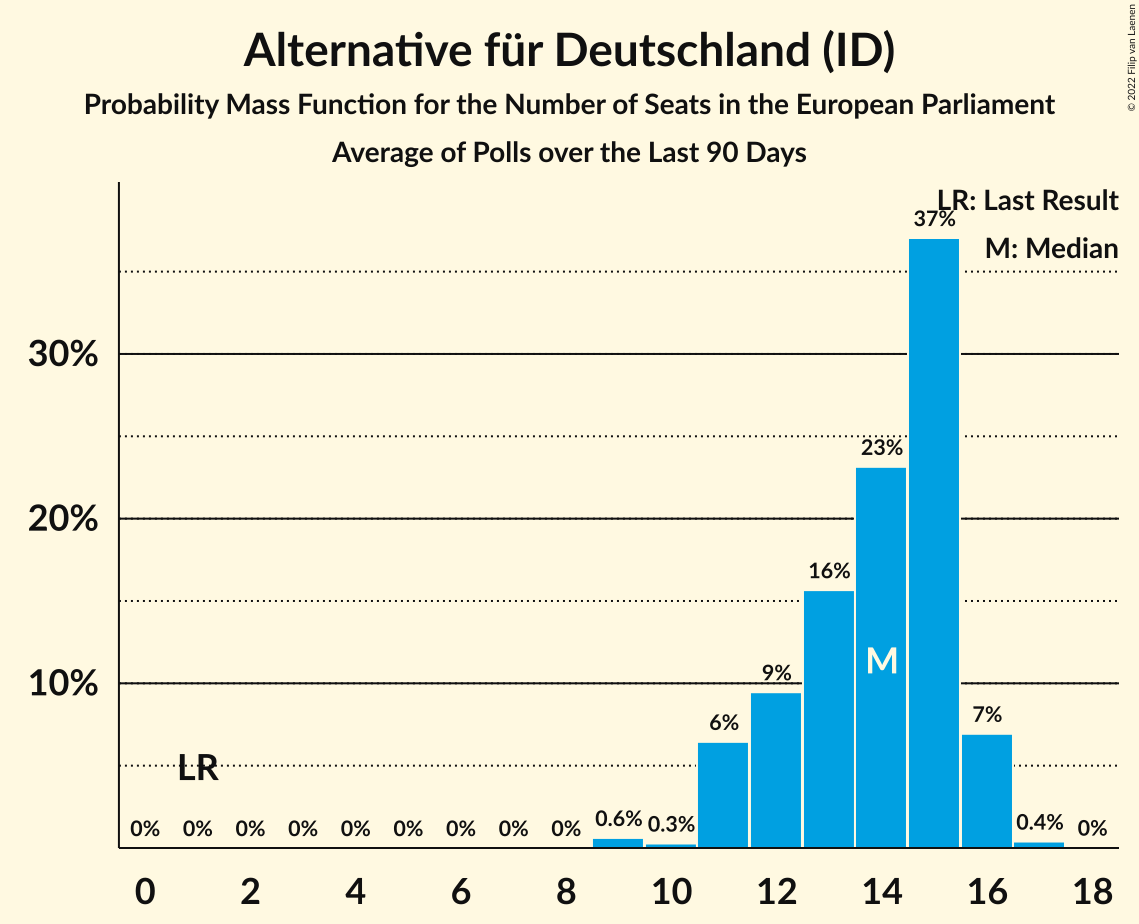 Alternative für Deutschland (ID)
Probability Mass Function for the Number of Seats in the European Parliament
Average of Polls over the Last 90 Days
© 2022 Filip van Laenen
LR: Last Result
M: Median
37%
30%
23%
20%
16%
M
10%
9%
6%
7%
LR
0% 0% 0% 0% 0% 0% 0% 0% 0% 0.6% 0.3% 0.4% 0%
0 2 4 6 8 10 12 14 16 18